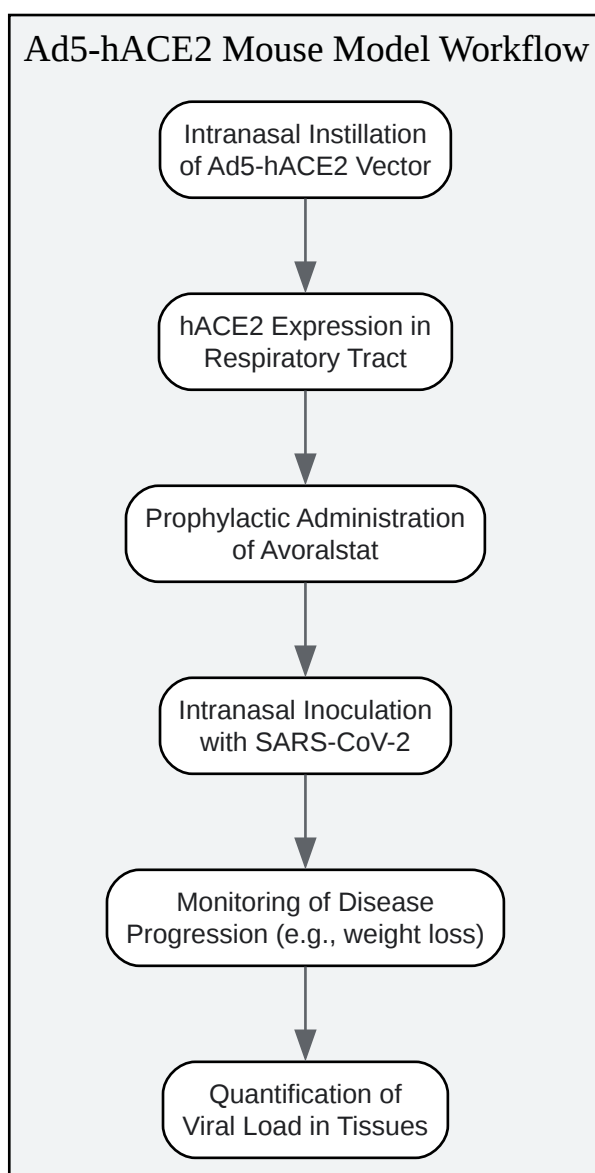 Ad5-hACE2 Mouse Model Workflow
Intranasal Instillation
of Ad5-hACE2 Vector
hACE2 Expression in
Respiratory Tract
Prophylactic Administration
of Avoralstat
Intranasal Inoculation
with SARS-CoV-2
Monitoring of Disease
Progression (e.g., weight loss)
Quantification of
Viral Load in Tissues